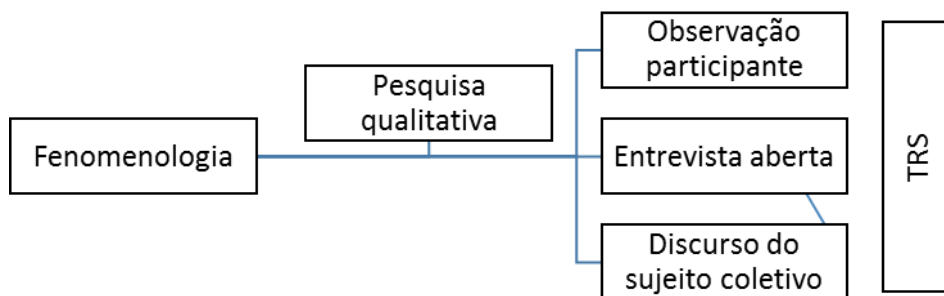 Fenomenologia
Pesquisa
qualitativa
Observação
participante
Entrevista aberta
Discurso do
sujeito coletivo
TRS